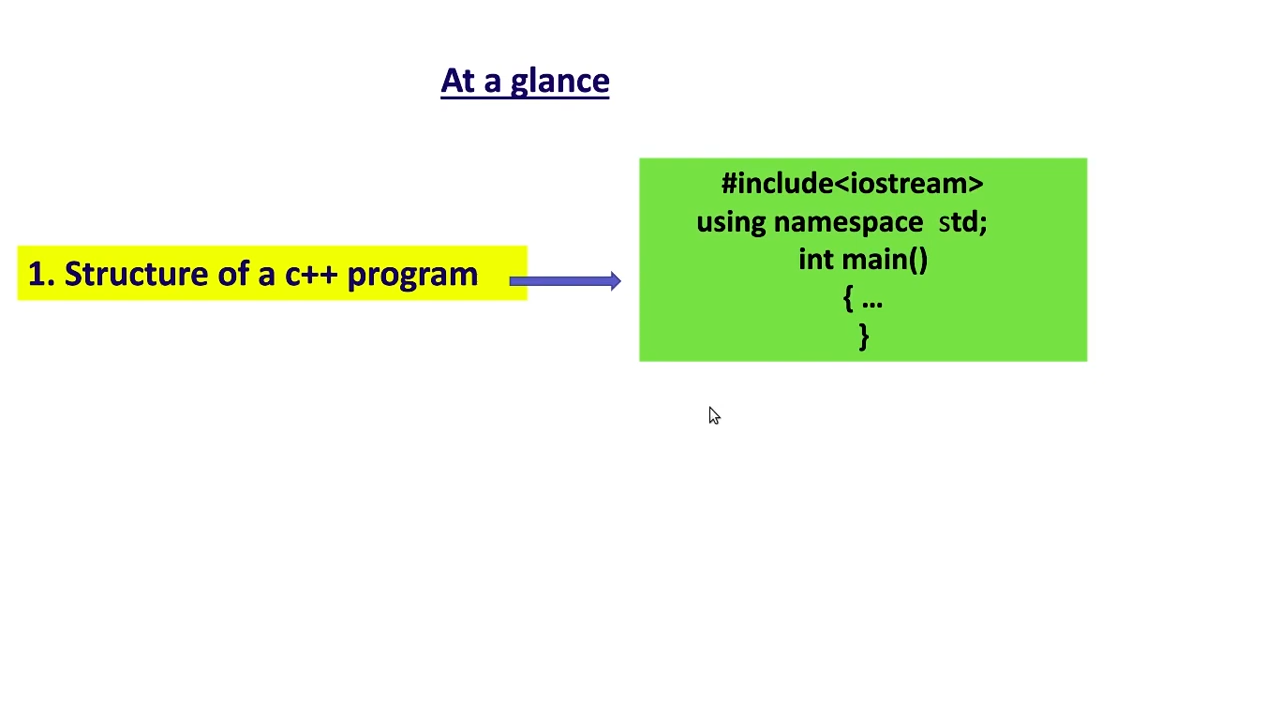 At a glance
1. Structure of a c++ program
#include<iostream>
using namespace std;
int main()
{ ...
}